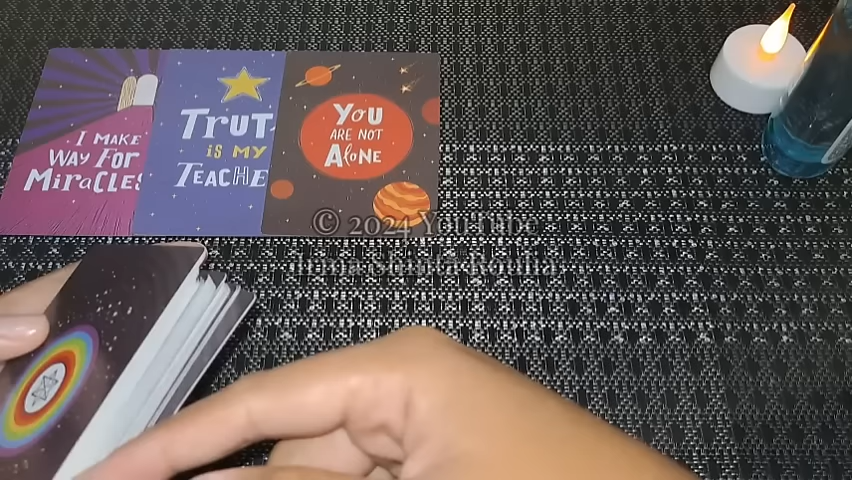 I MAKE
WAY FOR
MIRACLES
TRUT
IS MY
TEACHE
YOU
ARE NOT
ALONE
© 2024 YouTube